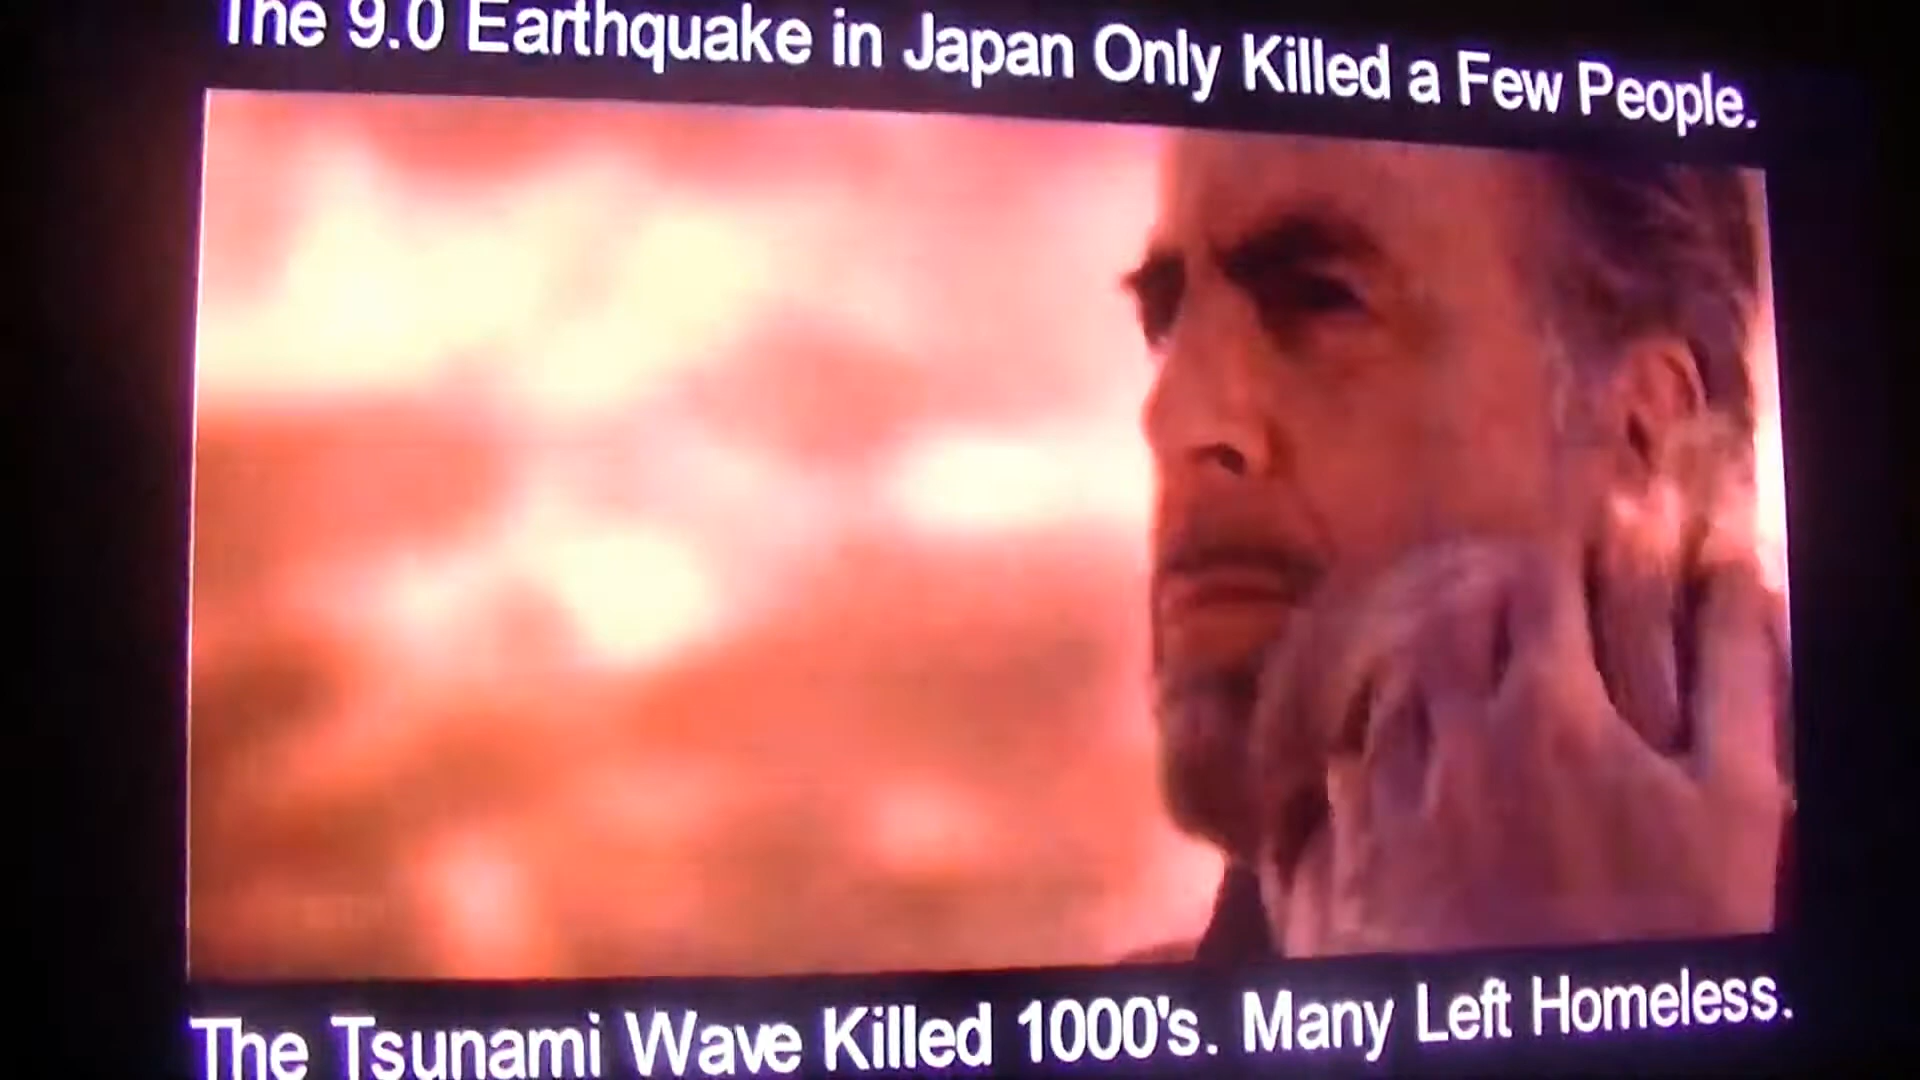 The 9.0 Earthquake in Japan Only Killed a Few People.
The Tsunami Wave Killed 1000's. Many Left Homeless.